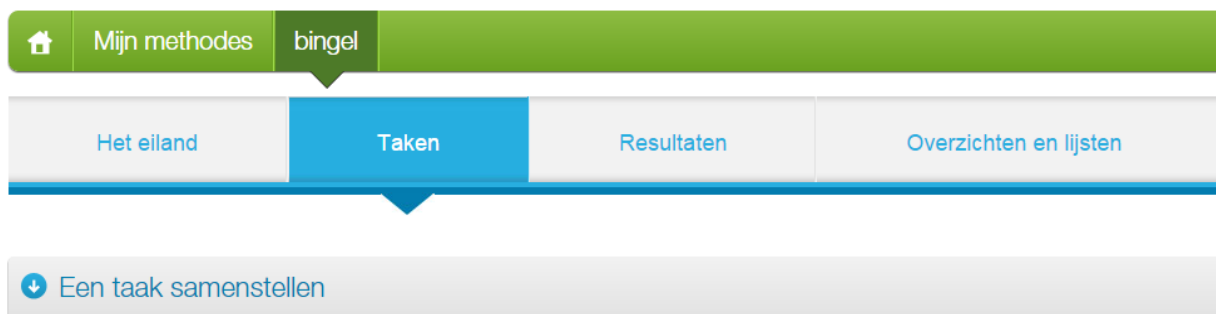 Mijn methodes bingel
Het eiland Taken Resultaten Overzichten en lijsten
Een taak samenstellen